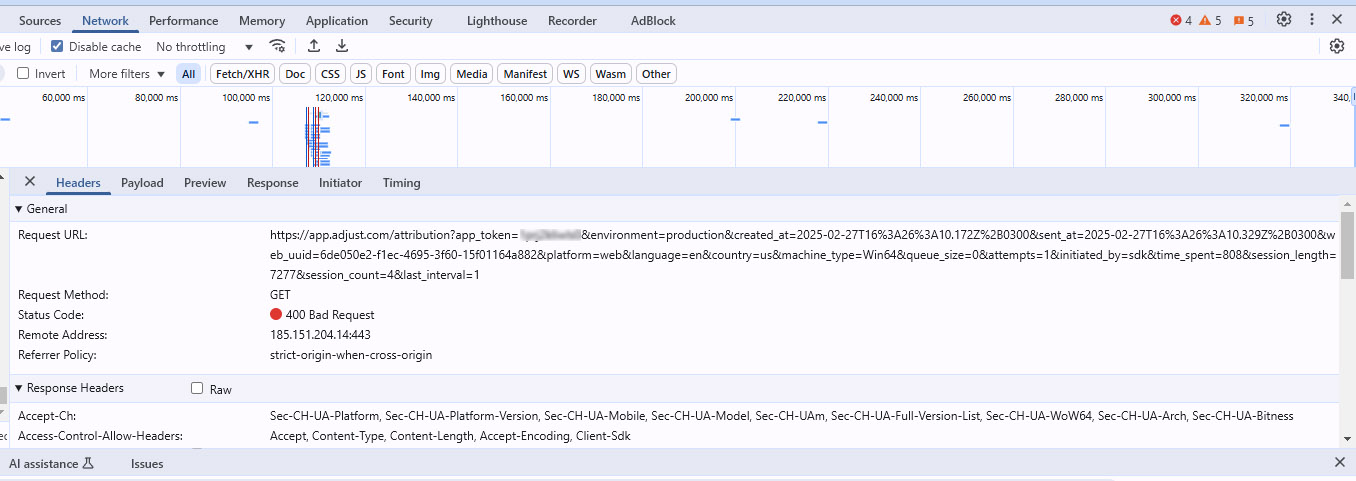 Sources Network Performance Memory Application Security Lighthouse Recorder AdBlock 4 5 5
ve log Disable cache No throttling
Invert More filters All Fetch/XHR Doc CSS JS Font Img Media Manifest WS Wasm Other
60,000 ms 80,000 ms 100,000 ms 120,000 ms 140,000 ms 160,000 ms 180,000 ms 200,000 ms 220,000 ms 240,000 ms 260,000 ms 280,000 ms 300,000 ms 320,000 ms 340,
Headers Payload Preview Response Initiator Timing
General
Request URL: https://app.adjust.com/attribution?app_token= &environment=production&created_at=2025-02-27T16%3A26%3A10.172Z%2B0300&sent_at=2025-02-27T16%3A26%3A10.329Z%2B0300&w
eb_uuid=6de050e2-f1ec-4695-3f60-15f01164a882&platform=web&language=en&country=us&machine_type=Win64&queue_size=0&attempts=1&initiated_by=sdk&time_spent=808&session_length=
7277&session_count=4&last_interval=1
Request Method: GET
Status Code: 400 Bad Request
Remote Address: 185.151.204.14:443
Referrer Policy: strict-origin-when-cross-origin
Response Headers Raw
Accept-Ch: Sec-CH-UA-Platform, Sec-CH-UA-Platform-Version, Sec-CH-UA-Mobile, Sec-CH-UA-Model, Sec-CH-UAm, Sec-CH-UA-Full-Version-List, Sec-CH-UA-WoW64, Sec-CH-UA-Arch, Sec-CH-UA-Bitness
Access-Control-Allow-Headers: Accept, Content-Type, Content-Length, Accept-Encoding, Client-Sdk
AI assistance Issues